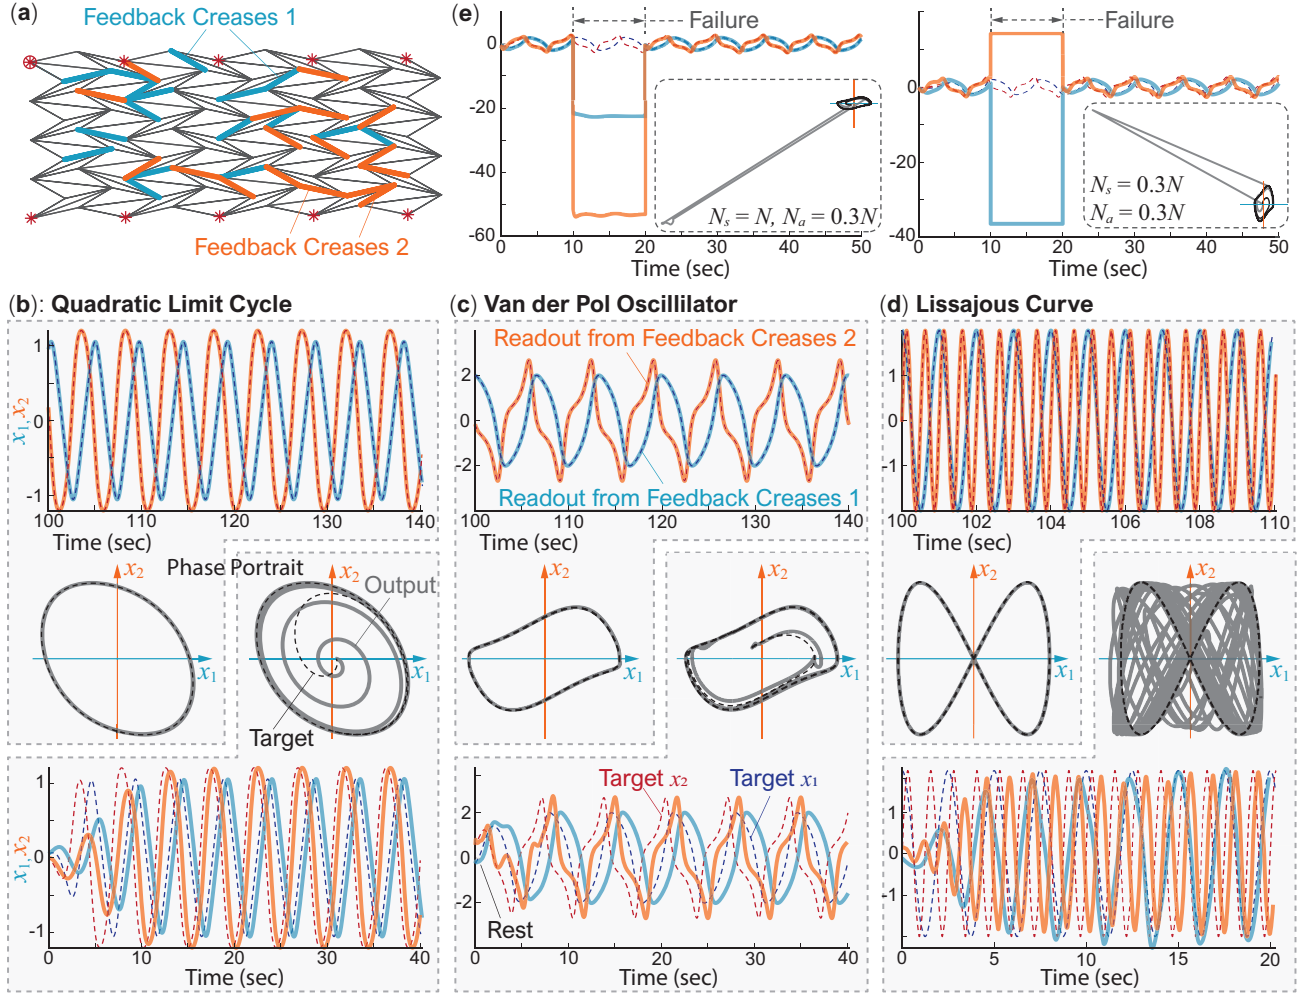 (a)
Feedback Creases 1
Feedback Creases 2
(e)
Failure
0
-20
-40
-60
0 10 20 30 40 50
Time (sec)
Nₛ = N, Nₐ = 0.3N
Failure
0
-20
-40
0 10 20 30 40 50
Time (sec)
Nₛ = 0.3N
Nₐ = 0.3N
(b): Quadratic Limit Cycle
x₁, x₂
1
0
-1
100 110 120 130 140
Time (sec)
Phase Portrait
x₂
x₁
x₂
Output
x₁
Target
x₁, x₂
1
0
-1
0 10 20 30 40
Time (sec)
(c) Van der Pol Oscillilator
Readout from Feedback Creases 2
2
0
-2
Readout from Feedback Creases 1
100 110 120 130 140
Time (sec)
x₂
x₁
x₂
x₁
Target x₂
Target x₁
2
0
-2
Rest
0 10 20 30 40
Time (sec)
(d) Lissajous Curve
1
0
-1
100 102 104 106 108 110
Time (sec)
x₂
x₁
x₂
x₁
1
0
-1
0 5 10 15 20
Time (sec)